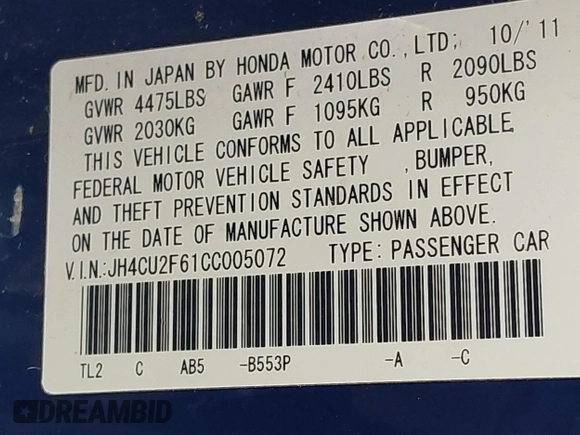 MFD. IN JAPAN BY HONDA MOTOR CO., LTD; 10/'11
GVWR 4475LBS GAWR F 2410LBS R 2090LBS
GVWR 2030KG GAWR F 1095KG R 950KG
THIS VEHICLE CONFORMS TO ALL APPLICABLE
FEDERAL MOTOR VEHICLE SAFETY , BUMPER,
AND THEFT PREVENTION STANDARDS IN EFFECT
ON THE DATE OF MANUFACTURE SHOWN ABOVE.
V.I.N.:JH4CU2F61CC005072 TYPE: PASSENGER CAR
TL2 C AB5 -B553P -A -C
DREAMBID